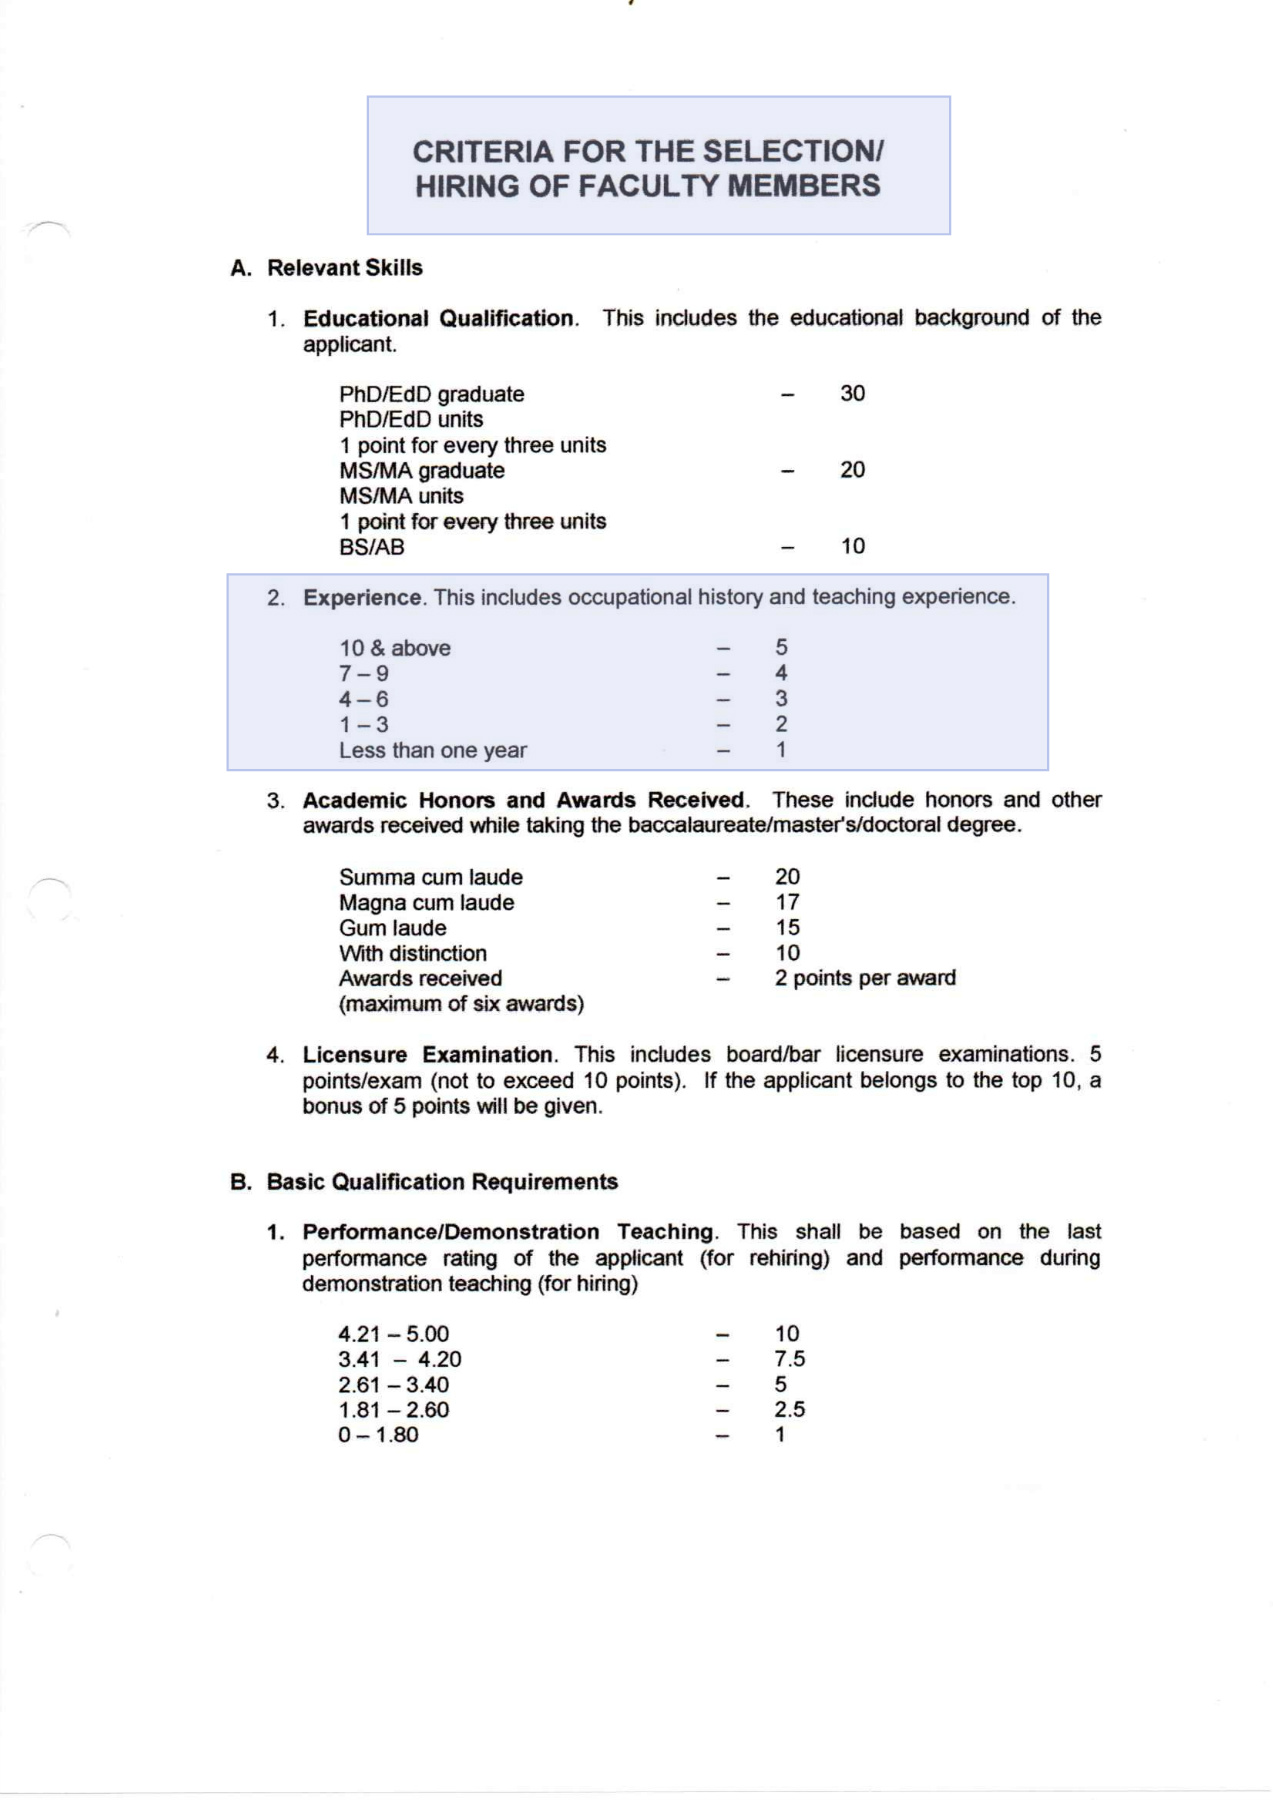 CRITERIA FOR THE SELECTION/
HIRING OF FACULTY MEMBERS
A. Relevant Skills
1. Educational Qualification. This includes the educational background of the
applicant.
PhD/EdD graduate – 30
PhD/EdD units
1 point for every three units
MS/MA graduate – 20
MS/MA units
1 point for every three units
BS/AB – 10
2. Experience. This includes occupational history and teaching experience.
10 & above – 5
7 – 9 – 4
4 – 6 – 3
1 – 3 – 2
Less than one year – 1
3. Academic Honors and Awards Received. These include honors and other
awards received while taking the baccalaureate/master's/doctoral degree.
Summa cum laude – 20
Magna cum laude – 17
Gum laude – 15
With distinction – 10
Awards received – 2 points per award
(maximum of six awards)
4. Licensure Examination. This includes board/bar licensure examinations. 5
points/exam (not to exceed 10 points). If the applicant belongs to the top 10, a
bonus of 5 points will be given.
B. Basic Qualification Requirements
1. Performance/Demonstration Teaching. This shall be based on the last
performance rating of the applicant (for rehiring) and performance during
demonstration teaching (for hiring)
4.21 – 5.00 – 10
3.41 – 4.20 – 7.5
2.61 – 3.40 – 5
1.81 – 2.60 – 2.5
0 – 1.80 – 1